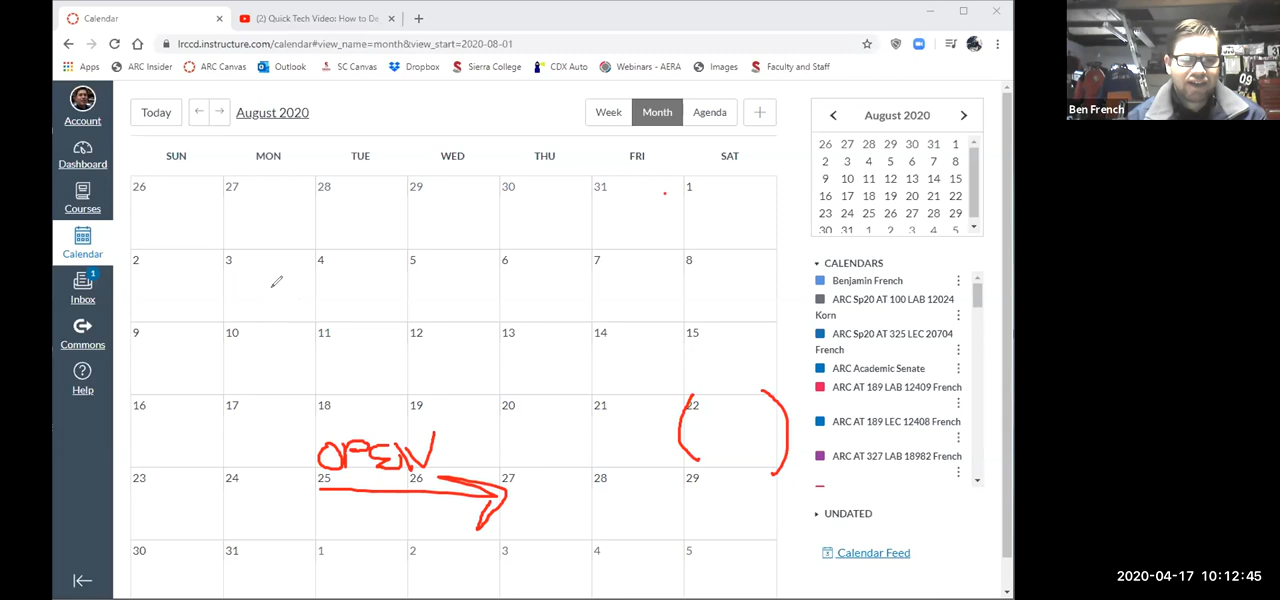 Calendar
(2) Quick Tech Video: How to De
lrccd.instructure.com/calendar#view_name=month&view_start=2020-08-01
Apps ARC Insider ARC Canvas Outlook SC Canvas Dropbox Sierra College CDX Auto Webinars - AERA Images Faculty and Staff
Account
Dashboard
Courses
Calendar
1
Inbox
Commons
Help
Today August 2020 Week Month Agenda
SUN MON TUE WED THU FRI SAT
26 27 28 29 30 31 1
2 3 4 5 6 7 8
9 10 11 12 13 14 15
16 17 18 19 20 21 22
OPEN
23 24 25 26 27 28 29
30 31 1 2 3 4 5
August 2020
26 27 28 29 30 31 1
2 3 4 5 6 7 8
9 10 11 12 13 14 15
16 17 18 19 20 21 22
23 24 25 26 27 28 29
30 31 1 2 3 4 5
CALENDARS
Benjamin French
ARC Sp20 AT 100 LAB 12024
Korn
ARC Sp20 AT 325 LEC 20704
French
ARC Academic Senate
ARC AT 189 LAB 12409 French
ARC AT 189 LEC 12408 French
ARC AT 327 LAB 18982 French
UNDATED
Calendar Feed
Ben French
09
2020-04-17 10:12:45